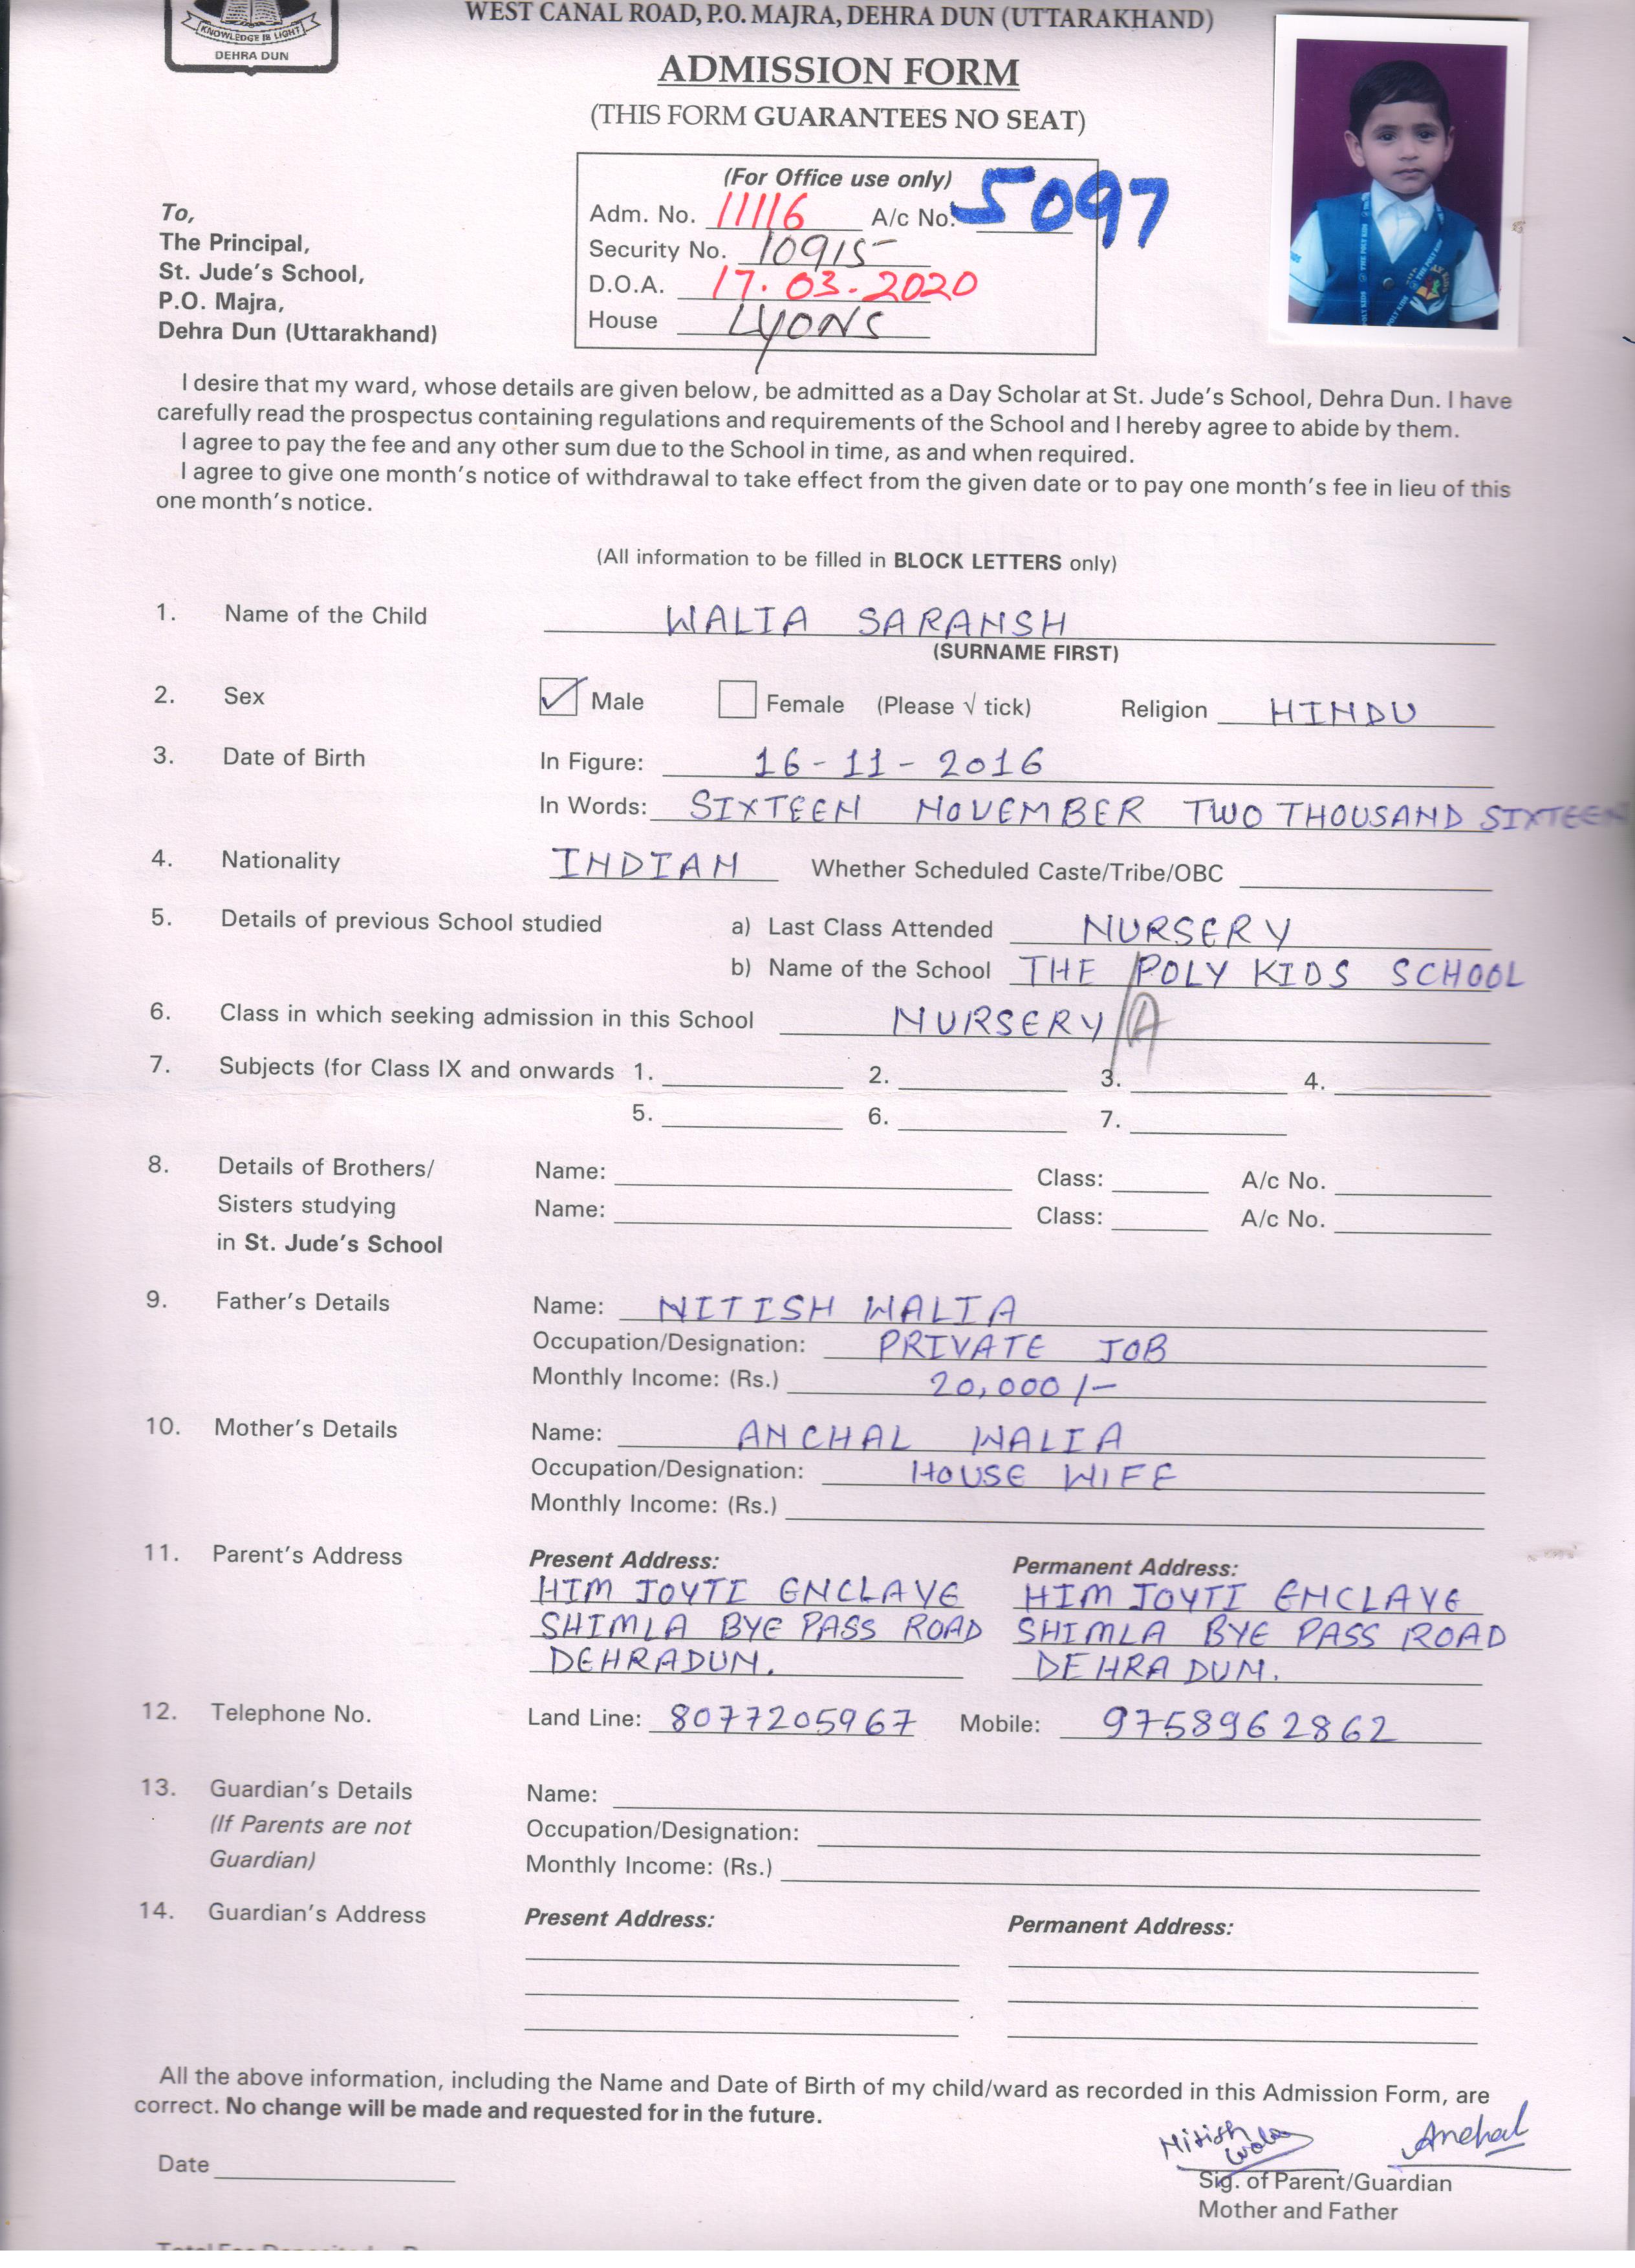 KNOWLEDGE IS LIGHT
DEHRA DUN
WEST CANAL ROAD, P.O. MAJRA, DEHRA DUN (UTTARAKHAND)
ADMISSION FORM
(THIS FORM GUARANTEES NO SEAT)
(For Office use only)
Adm. No. 11116 A/c No. 5097
Security No. 10915
D.O.A. 17.03.2020
House LYONS
To,
The Principal,
St. Jude's School,
P.O. Majra,
Dehra Dun (Uttarakhand)
I desire that my ward, whose details are given below, be admitted as a Day Scholar at St. Jude's School, Dehra Dun. I have
carefully read the prospectus containing regulations and requirements of the School and I hereby agree to abide by them.
I agree to pay the fee and any other sum due to the School in time, as and when required.
I agree to give one month's notice of withdrawal to take effect from the given date or to pay one month's fee in lieu of this
one month's notice.
(All information to be filled in BLOCK LETTERS only)
1. Name of the Child WALIA SARANSH
(SURNAME FIRST)
2. Sex Male Female (Please √ tick) Religion HINDU
3. Date of Birth In Figure: 16-11-2016
In Words: SIXTEEN NOVEMBER TWO THOUSAND SIXTEEN
4. Nationality INDIAN Whether Scheduled Caste/Tribe/OBC
5. Details of previous School studied a) Last Class Attended NURSERY
b) Name of the School THE POLY KIDS SCHOOL
6. Class in which seeking admission in this School NURSERY/A
7. Subjects (for Class IX and onwards 1. 2. 3. 4.
5. 6. 7.
8. Details of Brothers/ Name: Class: A/c No.
Sisters studying Name: Class: A/c No.
in St. Jude's School
9. Father's Details Name: NITISH WALIA
Occupation/Designation: PRIVATE JOB
Monthly Income: (Rs.) 20,000/-
10. Mother's Details Name: ANCHAL WALIA
Occupation/Designation: HOUSE WIFE
Monthly Income: (Rs.)
11. Parent's Address Present Address: Permanent Address:
HIM JOYTI ENCLAVE HIM JOYTI ENCLAVE
SHIMLA BYE PASS ROAD SHIMLA BYE PASS ROAD
DEHRADUN. DEHRA DUN.
12. Telephone No. Land Line: 8077205967 Mobile: 9758962862
13. Guardian's Details Name:
(If Parents are not Occupation/Designation:
Guardian) Monthly Income: (Rs.)
14. Guardian's Address Present Address: Permanent Address:
All the above information, including the Name and Date of Birth of my child/ward as recorded in this Admission Form, are
correct. No change will be made and requested for in the future.
Nitish Walia Anchal
Date
Sig. of Parent/Guardian
Mother and Father